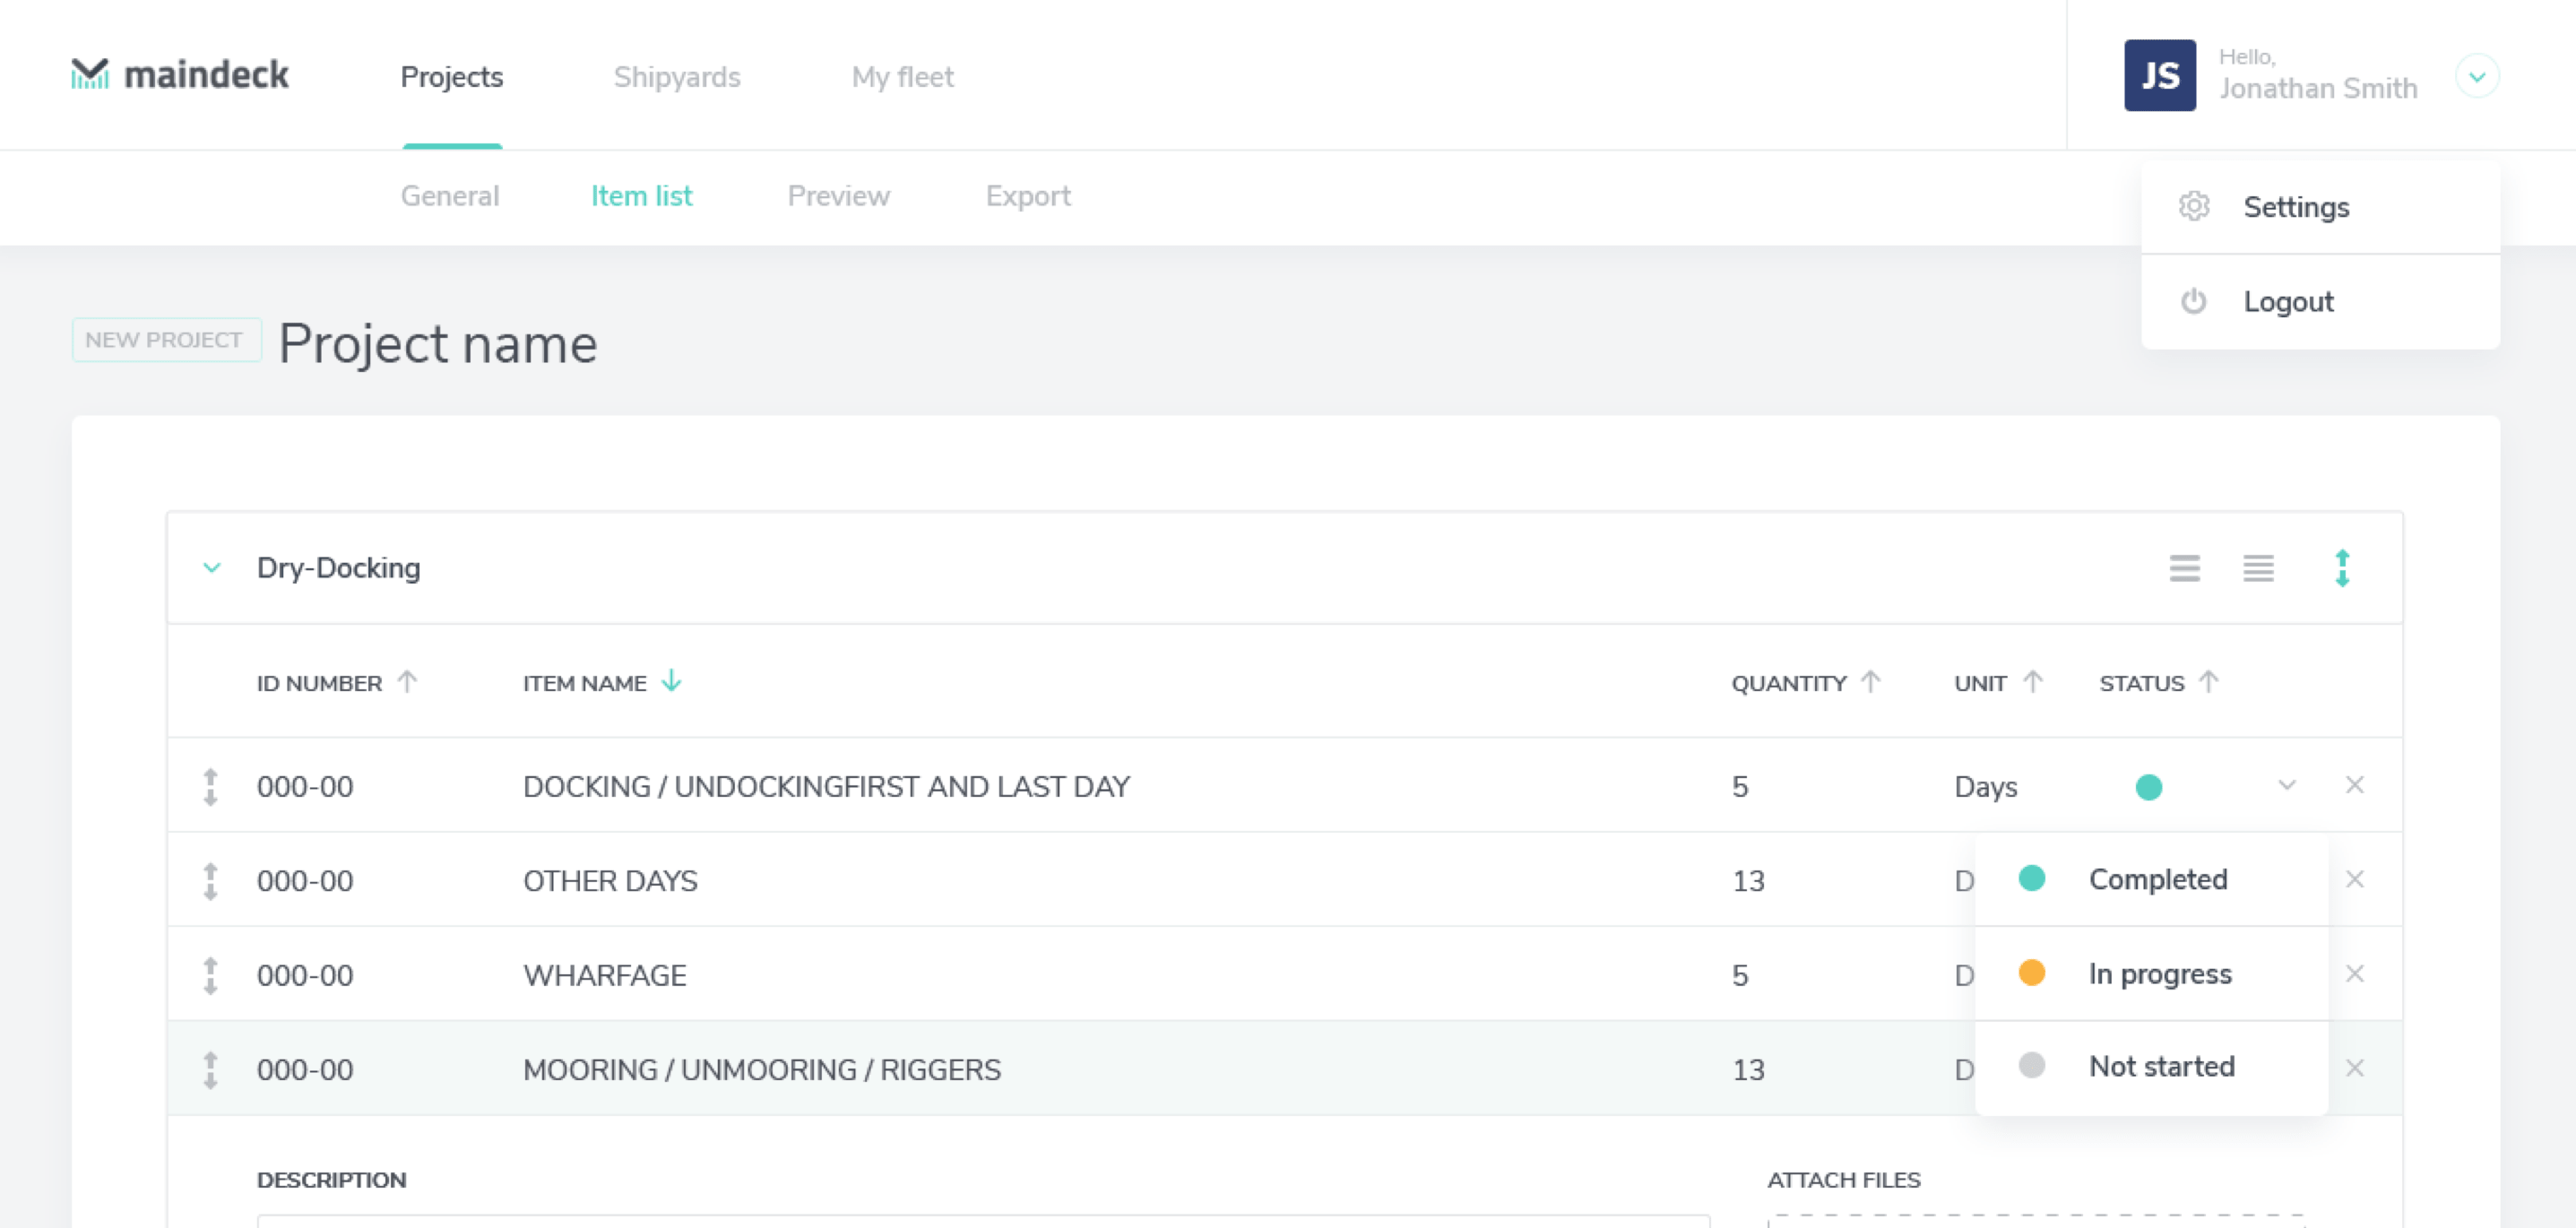 maindeck Projects Shipyards My fleet
JS Hello,
Jonathan Smith
General Item list Preview Export
Settings
Logout
NEW PROJECT Project name
Dry-Docking
ID NUMBER ITEM NAME QUANTITY UNIT STATUS
000-00 DOCKING / UNDOCKINGFIRST AND LAST DAY 5 Days
000-00 OTHER DAYS 13 D Completed
000-00 WHARFAGE 5 D In progress
000-00 MOORING / UNMOORING / RIGGERS 13 D Not started
DESCRIPTION ATTACH FILES